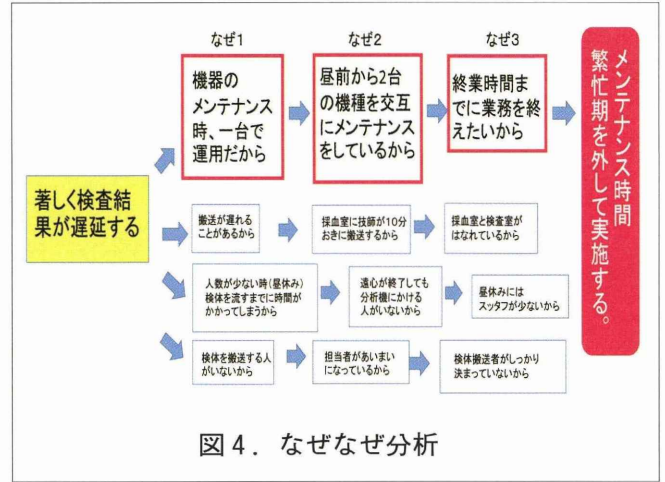 なぜ1
なぜ2
なぜ3
著しく検査結
果が遅延する
機器の
メンテナンス
時、一台で
運用だから
昼前から2台
の機種を交互
にメンテナンス
をしているから
終業時間ま
でに業務を終
えたいから
メンテナンス時間
繁忙期を外して実施する。
搬送が遅れる
ことがあるから
採血室に技師が10分
おきに搬送するから
採血室と検査室が
はなれているから
人数が少ない時(昼休み)
検体を流すまでに時間が
かかってしまうから
遠心が終了しても
分析機にかける
人がいないから
昼休みには
スッタフが少ないから
検体を搬送する人
がいないから
担当者があいまい
になっているから
検体搬送者がしっかり
決まっていないから
図4．なぜなぜ分析